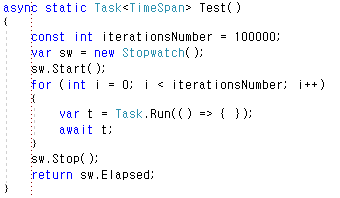 async static Task<TimeSpan> Test()
{
const int iterationsNumber = 100000;
var sw = new Stopwatch();
sw.Start();
for (int i = 0; i < iterationsNumber; i++)
{
var t = Task.Run(() => { });
await t;
}
sw.Stop();
return sw.Elapsed;
}